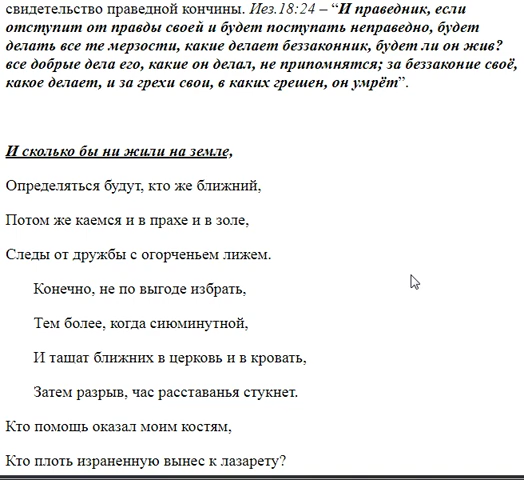 свидетельство праведной кончины. Иез.18:24 – “И праведник, если
отступит от правды своей и будет поступать неправедно, будет
делать все те мерзости, какие делает беззаконник, будет ли он жив?
все добрые дела его, какие он делал, не припомнятся; за беззаконие своё,
какое делает, и за грехи свои, в каких грешен, он умрёт”.
И сколько бы ни жили на земле,
Определяться будут, кто же ближний,
Потом же каемся и в прахе и в золе,
Следы от дружбы с огорченьем лижем.
Конечно, не по выгоде избрать,
Тем более, когда сиюминутной,
И ташат ближних в церковь и в кровать,
Затем разрыв, час расставанья стукнет.
Кто помощь оказал моим костям,
Кто плоть израненную вынес к лазарету?